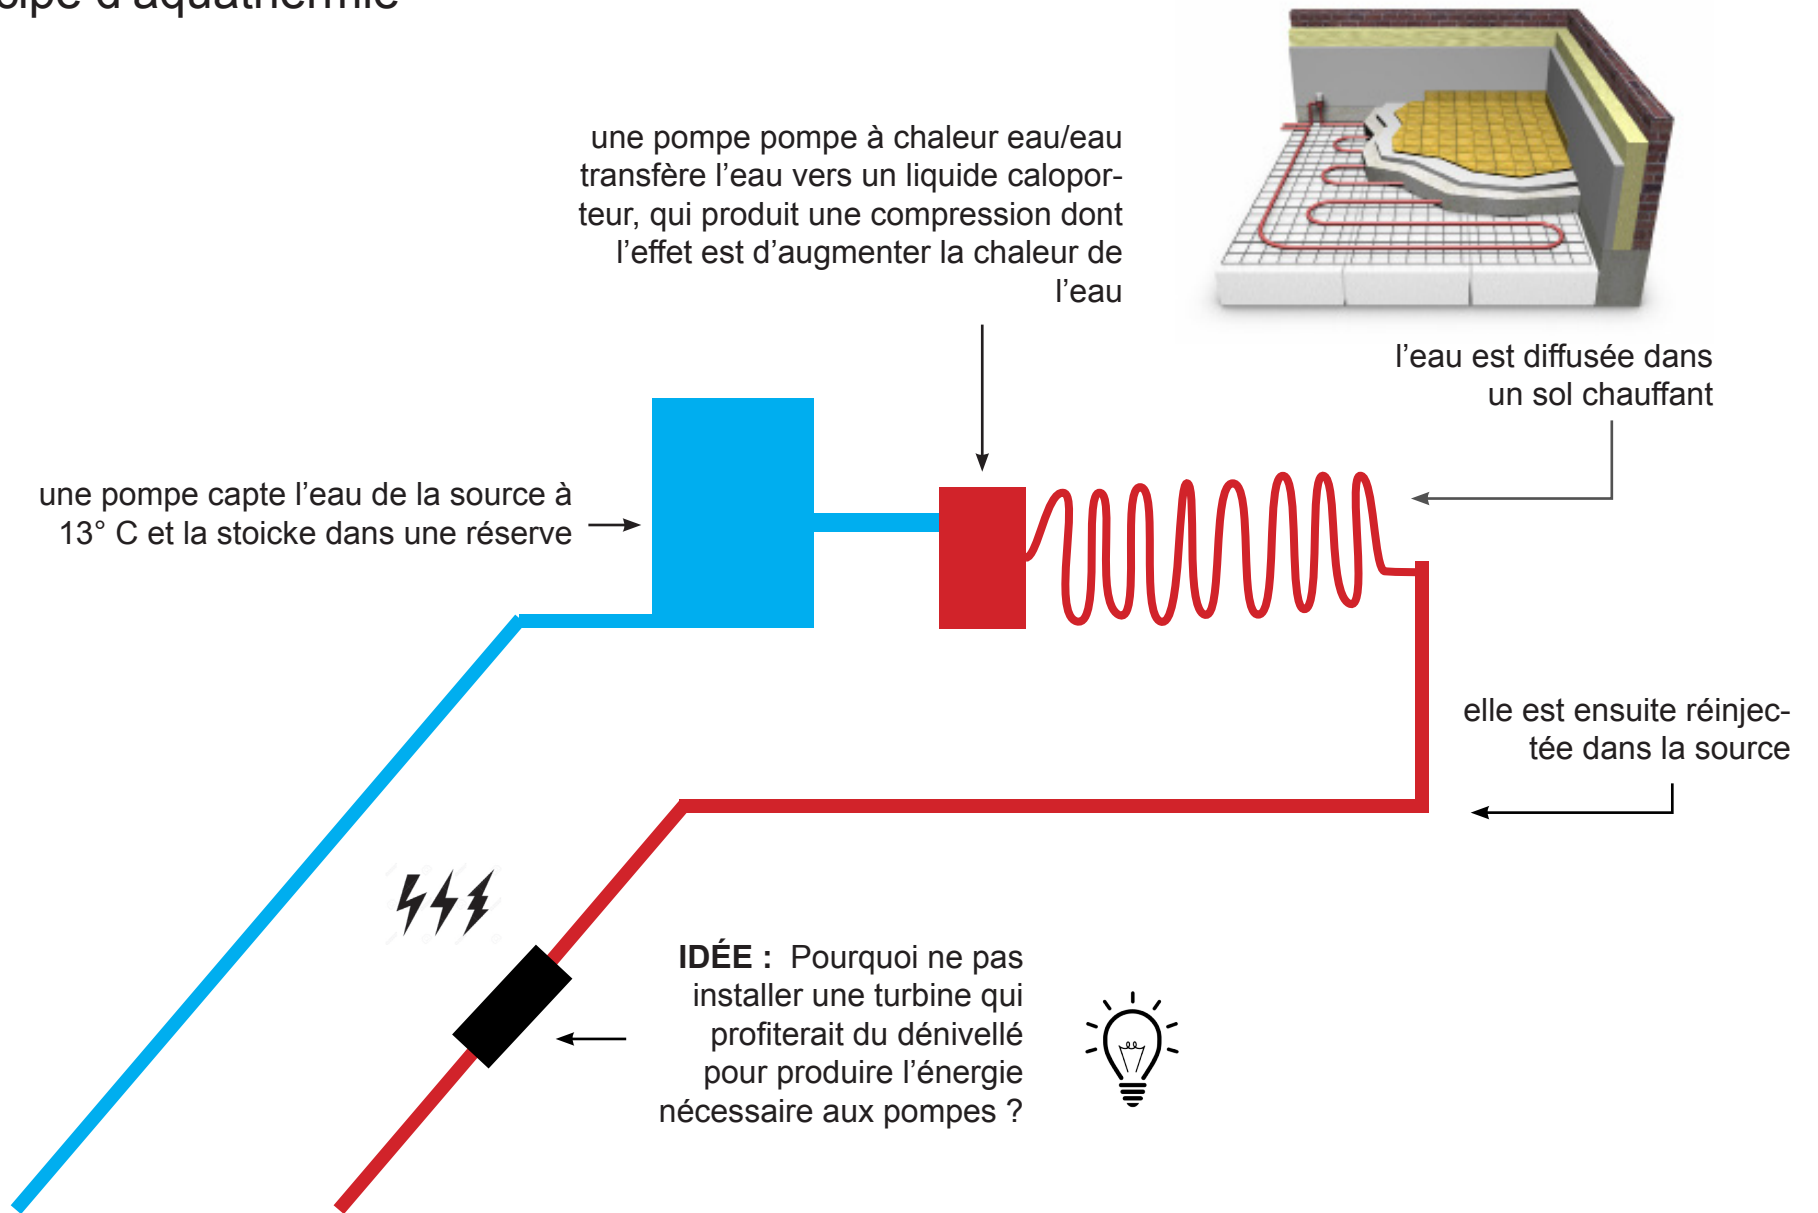 d'aquathermie
une pompe pompe à chaleur eau/eau
transfère l'eau vers un liquide calopor-
teur, qui produit une compression dont
l'effet est d'augmenter la chaleur de
l'eau
l'eau est diffusée dans
un sol chauffant
une pompe capte l'eau de la source à
13° C et la stoicke dans une réserve
elle est ensuite réinjec-
tée dans la source
IDÉE : Pourquoi ne pas
installer une turbine qui
profiterait du dénivellé
pour produire l'énergie
nécessaire aux pompes ?